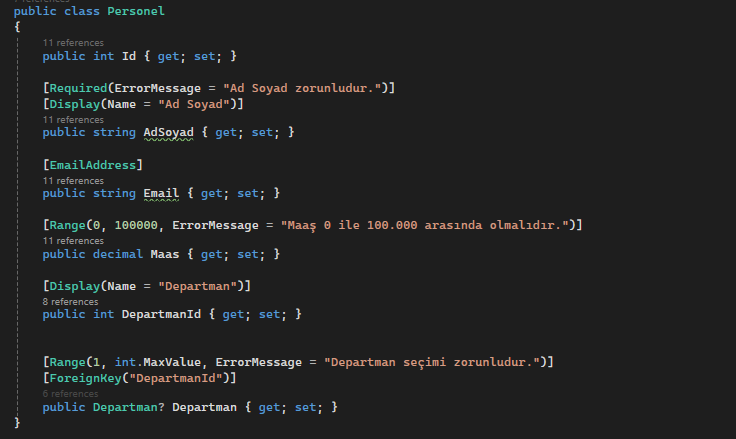 7 references
public class Personel
{
11 references
public int Id { get; set; }
[Required(ErrorMessage = "Ad Soyad zorunludur.")]
[Display(Name = "Ad Soyad")]
11 references
public string AdSoyad { get; set; }
[EmailAddress]
11 references
public string Email { get; set; }
[Range(0, 100000, ErrorMessage = "Maaş 0 ile 100.000 arasında olmalıdır.")]
11 references
public decimal Maas { get; set; }
[Display(Name = "Departman")]
8 references
public int DepartmanId { get; set; }
[Range(1, int.MaxValue, ErrorMessage = "Departman seçimi zorunludur.")]
[ForeignKey("DepartmanId")]
6 references
public Departman? Departman { get; set; }
}